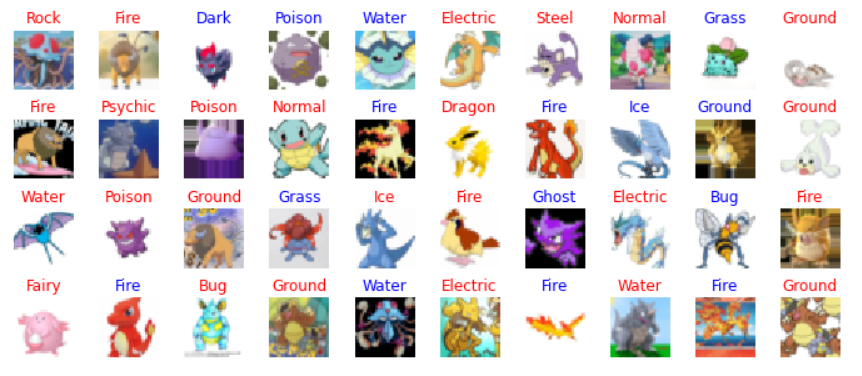 Rock Fire Dark Poison Water Electric Steel Normal Grass Ground
Fire Psychic Poison Normal Fire Dragon Fire Ice Ground Ground
Water Poison Ground Grass Ice Fire Ghost Electric Bug Fire
Fairy Fire Bug Ground Water Electric Fire Water Fire Ground